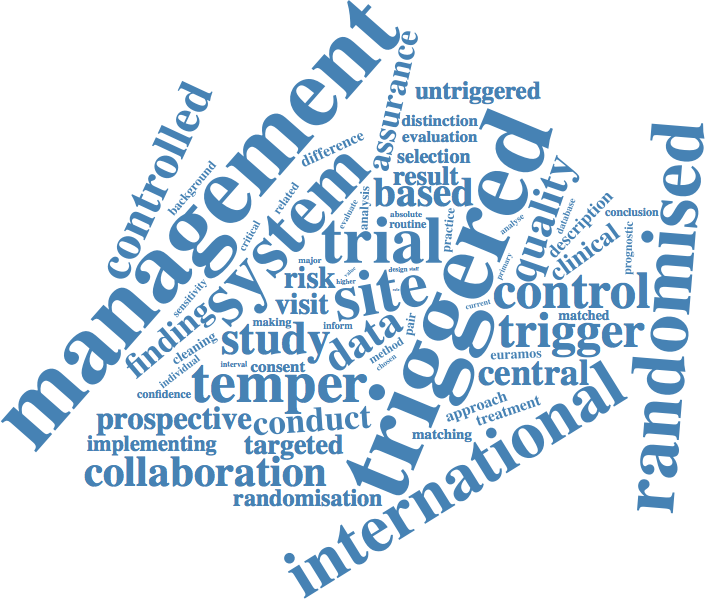 management
controlled
assurance
untriggered
distinction
evaluation
difference
selection
result
background
related
system
based
triggered
randomised
evaluate
analysis
absolute
routine
practice
analyse
quality
database
description
conclusion
critical
trial
clinical
prognostic
major
value
design
staff
primary
sensitivity
risk
higher
site
control
finding
visit
current
matched
making
inform
data
pair
trigger
cleaning
study
method
euramos
individual
interval
consent
chosen
central
confidence
temper
approach
treatment
prospective
conduct
matching
implementing
targeted
collaboration
international
randomisation